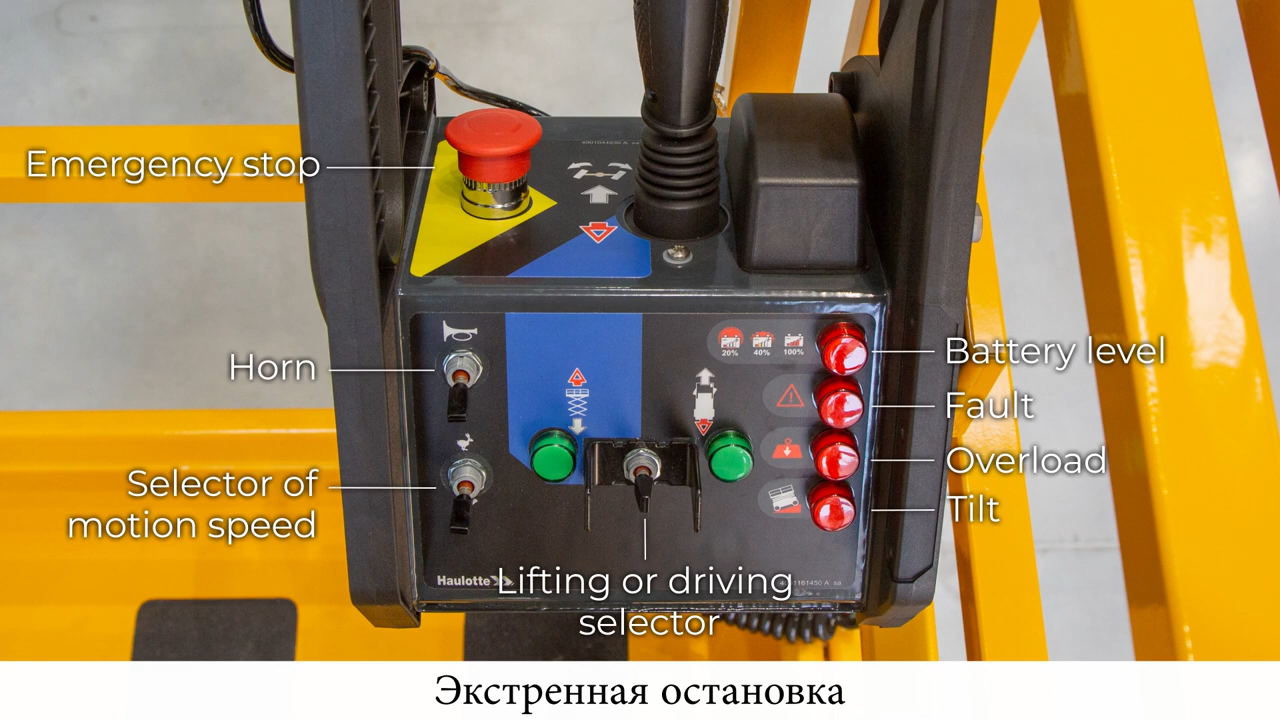 Emergency stop
Horn
20% 40% 100%
Battery level
Fault
Overload
Selector of
motion speed
Tilt
Haulotte
Lifting or driving
selector
Экстренная остановка